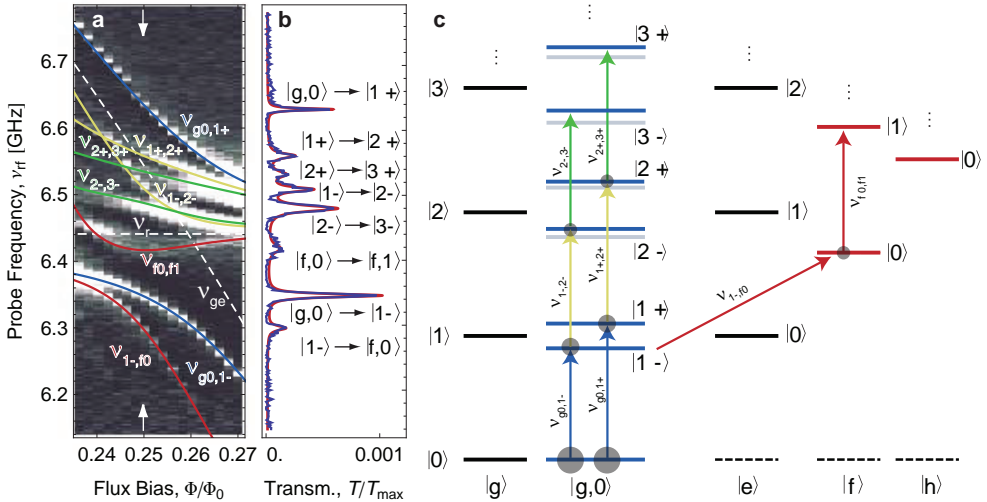 a
b
c
Probe Frequency, ν_rf [GHz]
6.7
6.6
6.5
6.4
6.3
6.2
ν_g0,1+
ν_2+,3+
ν_1+,2+
ν_2-,3-
ν_1-,2-
ν_r
ν_f0,f1
ν_ge
ν_1-,f0
ν_g0,1-
0.24 0.25 0.26 0.27
Flux Bias, Φ/Φ_0
|g,0⟩ → |1 +⟩
|1+⟩ → |2 +⟩
|2+⟩ → |3 +⟩
|1-⟩ → |2-⟩
|2-⟩ → |3-⟩
|f,0⟩ → |f,1⟩
|g,0⟩ → |1-⟩
|1-⟩ → |f,0⟩
0. 0.001
Transm., T/T_max
⋮
|3⟩
|2⟩
|1⟩
|0⟩
|g⟩
⋮
|3 +⟩
|3 -⟩
|2 +⟩
|2 -⟩
|1 +⟩
|1 -⟩
ν_2-,3-
ν_2+,3+
ν_1-,2-
ν_1+,2+
ν_g0,1-
ν_g0,1+
|g,0⟩
ν_1-,f0
⋮
|2⟩
|1⟩
|0⟩
|e⟩
⋮
|1⟩
ν_f0,f1
|0⟩
|f⟩
⋮
|0⟩
|h⟩